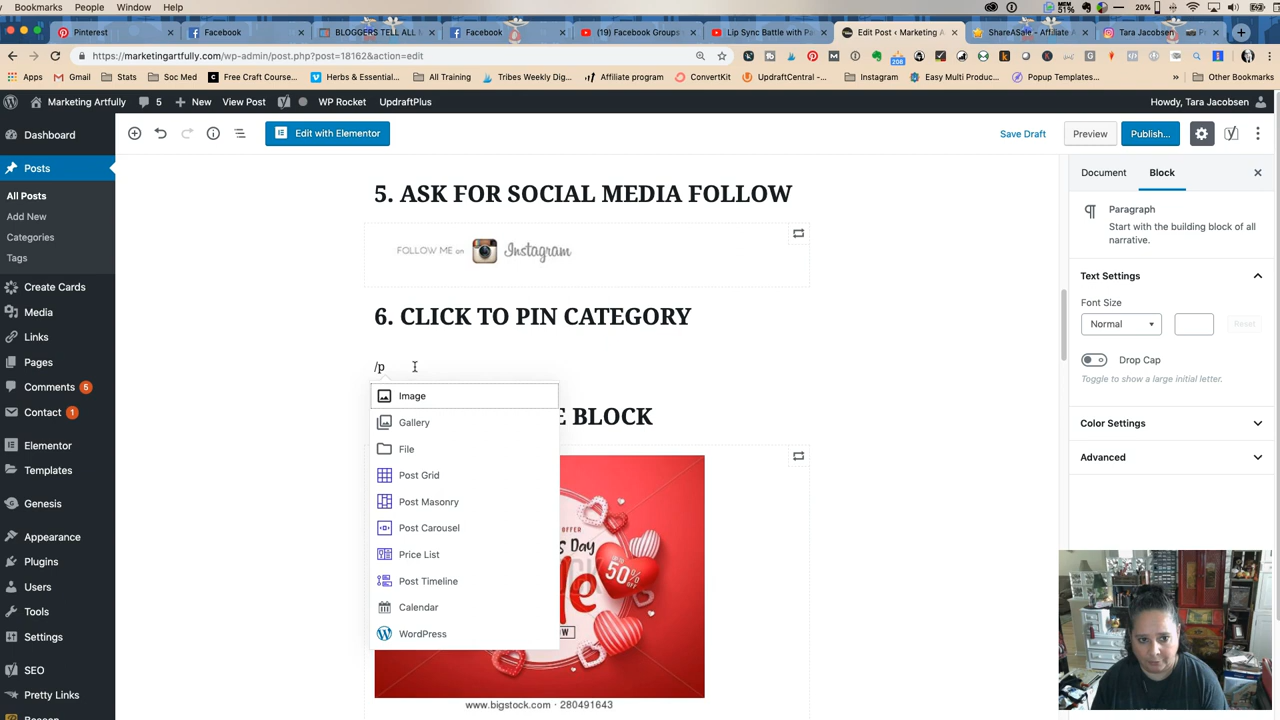 Bookmarks People Window Help 20%
Pinterest Facebook BLOGGERS TELL ALL Facebook (19) Facebook Groups Lip Sync Battle with Edit Post ‹ Marketing A ShareASale - Affiliate Tara Jacobsen
https://marketingartfully.com/wp-admin/post.php?post=18162&action=edit
Apps Gmail Stats Soc Med Free Craft Course... Herbs & Essential... All Training Tribes Weekly Dig... Affiliate program ConvertKit UpdraftCentral -... Instagram Easy Multi Produc... Popup Templates... » Other Bookmarks
Marketing Artfully 5 New View Post WP Rocket UpdraftPlus Howdy, Tara Jacobsen
Dashboard
Posts
All Posts
Add New
Categories
Tags
Create Cards
Media
Links
Pages
Comments 5
Contact 1
Elementor
Templates
Genesis
Appearance
Plugins
Users
Tools
Settings
SEO
Pretty Links
Edit with Elementor Save Draft Preview Publish...
5. ASK FOR SOCIAL MEDIA FOLLOW
FOLLOW ME on Instagram
6. CLICK TO PIN CATEGORY
/p
Image
Gallery
File
Post Grid
Post Masonry
Post Carousel
Price List
Post Timeline
Calendar
WordPress
E BLOCK
OFFER
's Day
50% OFF
www.bigstock.com · 280491643
Document Block
Paragraph
Start with the building block of all
narrative.
Text Settings
Font Size
Normal Reset
Drop Cap
Toggle to show a large initial letter.
Color Settings
Advanced